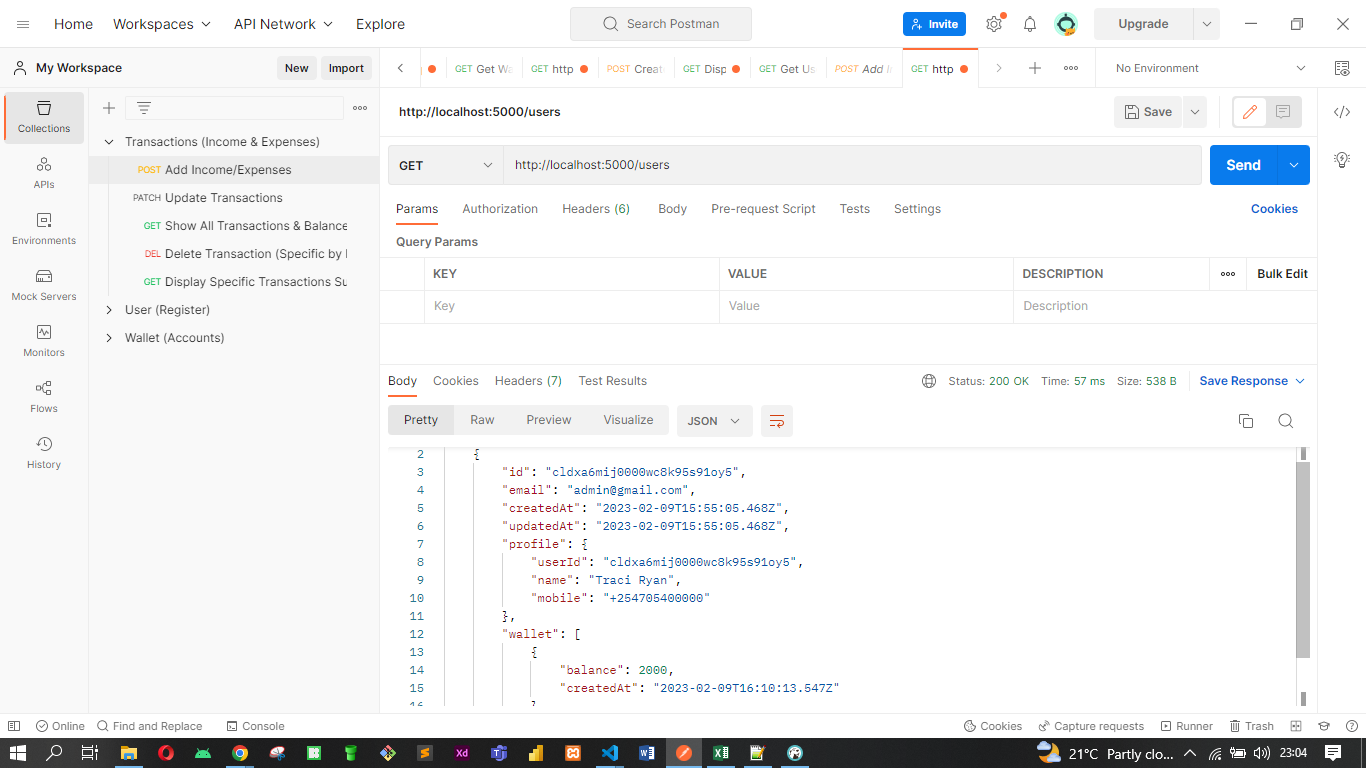 Home Workspaces API Network Explore Search Postman Invite Upgrade
My Workspace New Import GET Get Wa GET http POST Creat GET Disp GET Get Us POST Add I GET http No Environment
Collections
APIs
Environments
Mock Servers
Monitors
Flows
History
Transactions (Income & Expenses)
POST Add Income/Expenses
PATCH Update Transactions
GET Show All Transactions & Balance
DEL Delete Transaction (Specific by I
GET Display Specific Transactions Su
User (Register)
Wallet (Accounts)
http://localhost:5000/users Save
GET http://localhost:5000/users Send
Params Authorization Headers (6) Body Pre-request Script Tests Settings Cookies
Query Params
KEY VALUE DESCRIPTION Bulk Edit
Key Value Description
Body Cookies Headers (7) Test Results Status: 200 OK Time: 57 ms Size: 538 B Save Response
Pretty Raw Preview Visualize JSON
2 {
3 "id": "cldxa6mij0000wc8k95s91oy5",
4 "email": "admin@gmail.com",
5 "createdAt": "2023-02-09T15:55:05.468Z",
6 "updatedAt": "2023-02-09T15:55:05.468Z",
7 "profile": {
8 "userId": "cldxa6mij0000wc8k95s91oy5",
9 "name": "Traci Ryan",
10 "mobile": "+254705400000"
11 },
12 "wallet": [
13 {
14 "balance": 2000,
15 "createdAt": "2023-02-09T16:10:13.547Z"
16 }
Online Find and Replace Console Cookies Capture requests Runner Trash
21°C Partly clo... 23:04